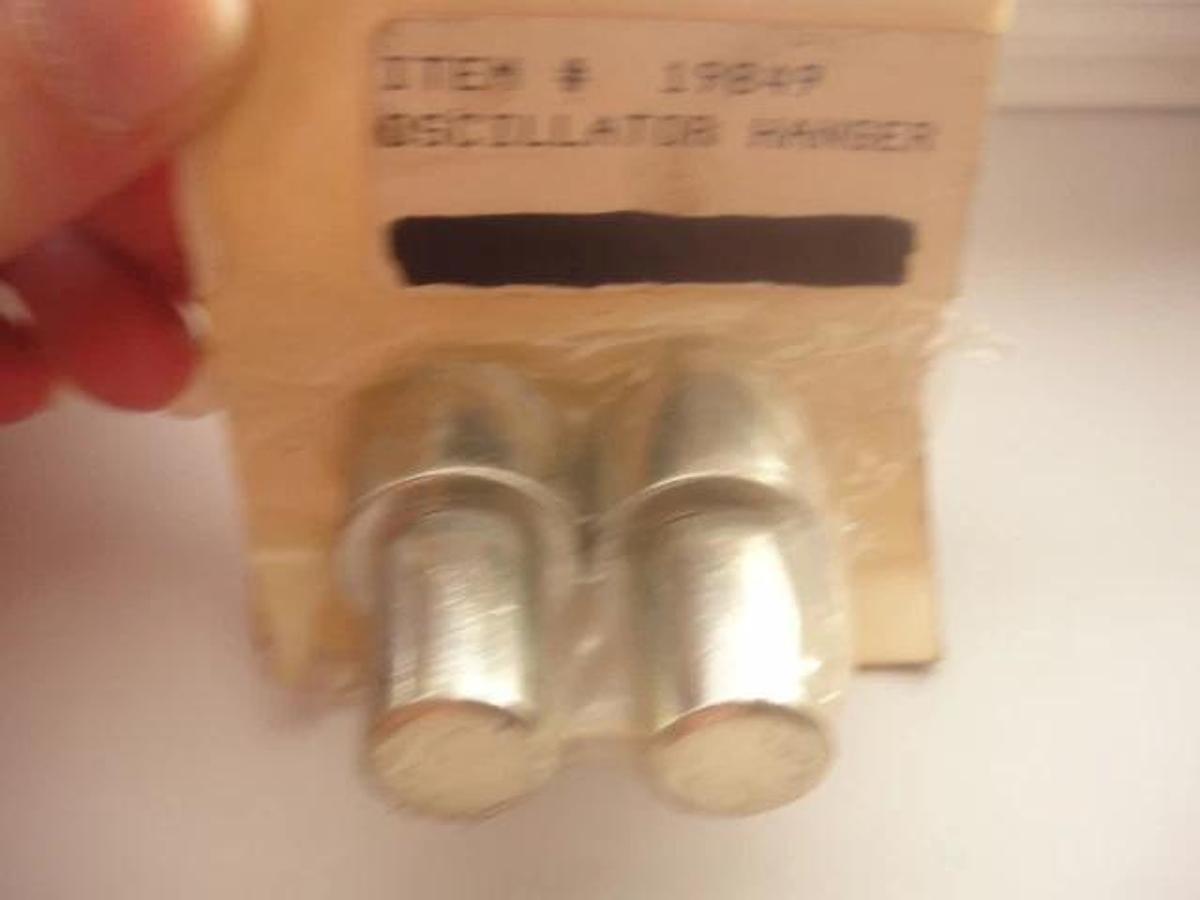 ITEM # 19849
OSCILLATOR HANGER